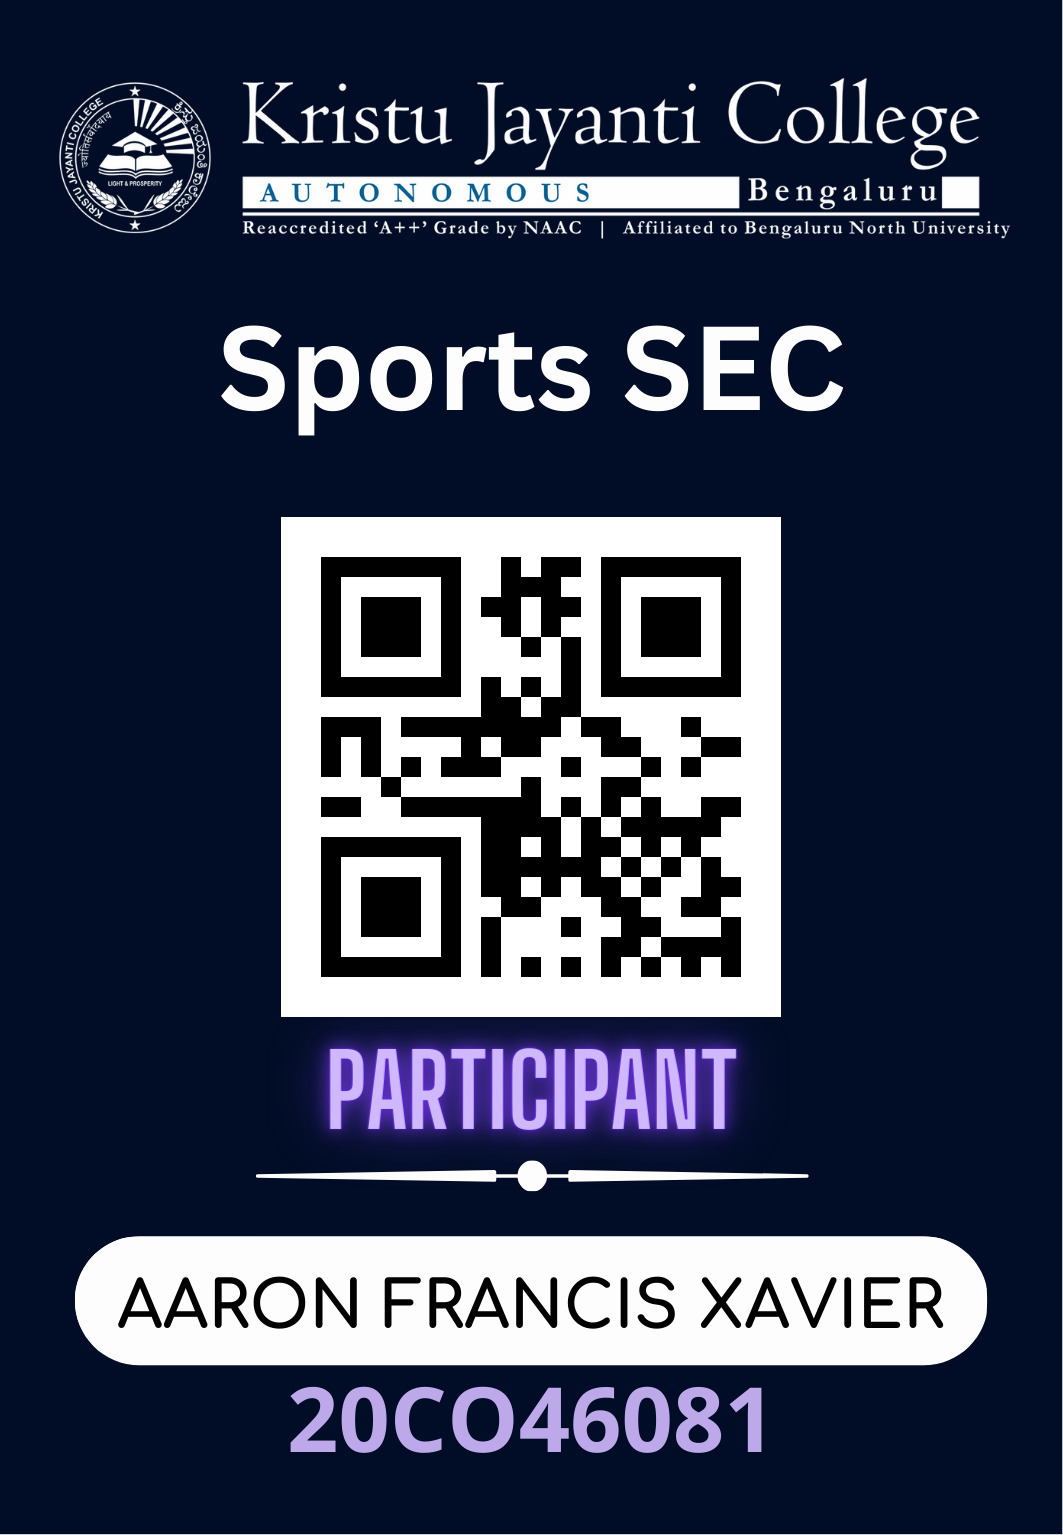 KRISTU JAYANTI COLLEGE
ಕ್ರಿಸ್ತು ಜಯಂತಿ ಕಾಲೇಜು
LIGHT & PROSPERITY
Kristu Jayanti College
AUTONOMOUS Bengaluru
Reaccredited ‘A++’ Grade by NAAC | Affiliated to Bengaluru North University
Sports SEC
PARTICIPANT
AARON FRANCIS XAVIER
20CO46081